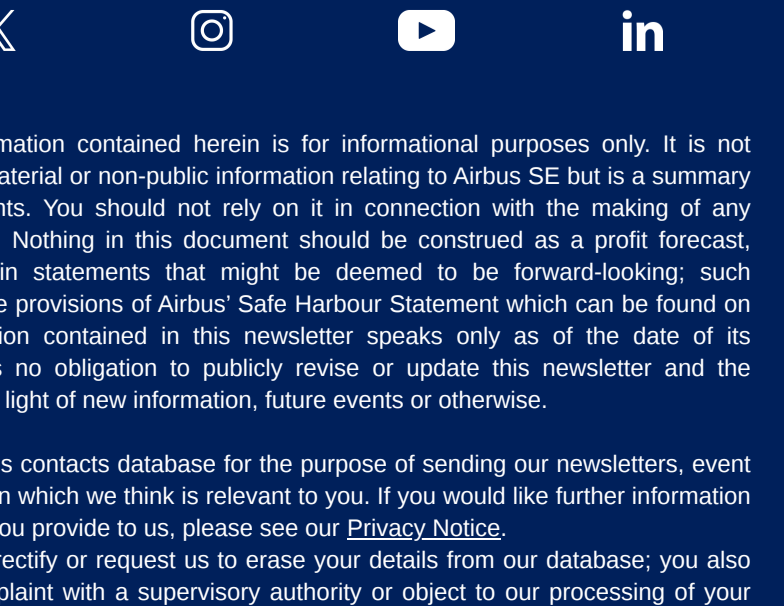 mation contained herein is for informational purposes only. It is not
aterial or non-public information relating to Airbus SE but is a summary
nts. You should not rely on it in connection with the making of any
. Nothing in this document should be construed as a profit forecast,
in statements that might be deemed to be forward-looking; such
e provisions of Airbus’ Safe Harbour Statement which can be found on
ion contained in this newsletter speaks only as of the date of its
s no obligation to publicly revise or update this newsletter and the
light of new information, future events or otherwise.
s contacts database for the purpose of sending our newsletters, event
n which we think is relevant to you. If you would like further information
ou provide to us, please see our Privacy Notice.
rectify or request us to erase your details from our database; you also
plaint with a supervisory authority or object to our processing of your